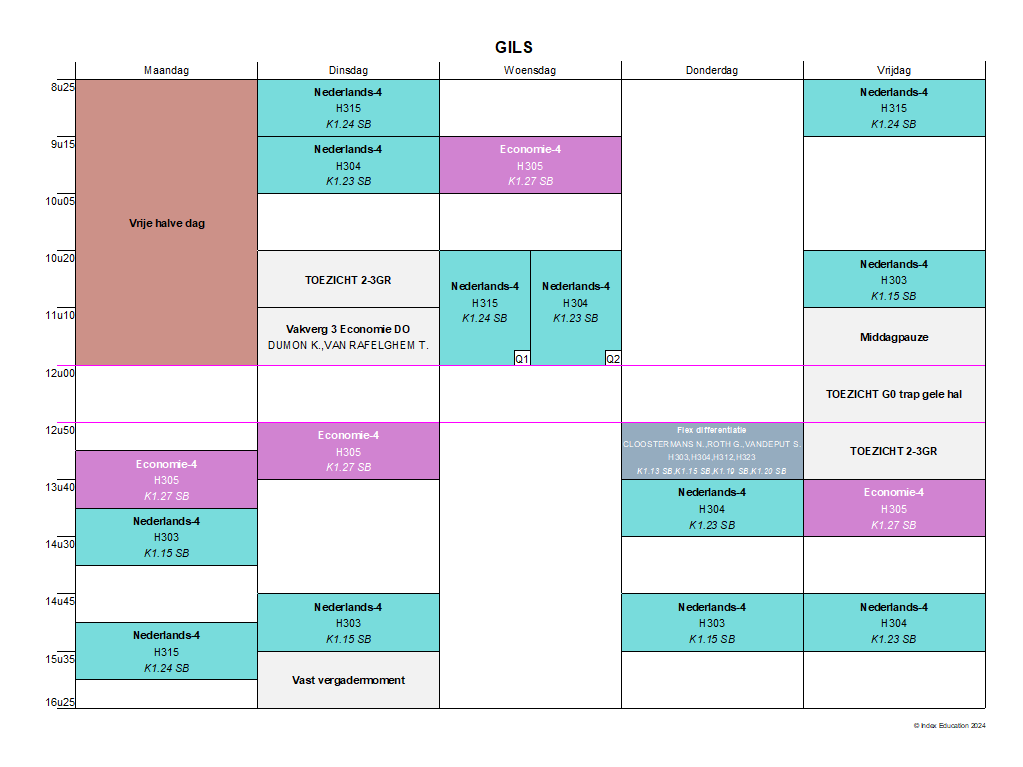 GILS
Maandag Dinsdag Woensdag Donderdag Vrijdag
8u25
9u15
10u05
10u20
11u10
12u00
12u50
13u40
14u30
14u45
15u35
16u25
Vrije halve dag
Economie-4
H305
K1.27 SB
Nederlands-4
H303
K1.15 SB
Nederlands-4
H315
K1.24 SB
Nederlands-4
H315
K1.24 SB
Nederlands-4
H304
K1.23 SB
TOEZICHT 2-3GR
Vakverg 3 Economie DO
DUMON K.,VAN RAFELGHEM T.
Economie-4
H305
K1.27 SB
Nederlands-4
H303
K1.15 SB
Vast vergadermoment
Economie-4
H305
K1.27 SB
Nederlands-4
H315
K1.24 SB
Q1
Nederlands-4
H304
K1.23 SB
Q2
Flex differentiatie
CLOOSTERMANS N.,ROTH G.,VANDEPUT S.
H303,H304,H312,H323
K1.13 SB,K1.15 SB,K1.19 SB,K1.20 SB
Nederlands-4
H304
K1.23 SB
Nederlands-4
H303
K1.15 SB
Nederlands-4
H315
K1.24 SB
Nederlands-4
H303
K1.15 SB
Middagpauze
TOEZICHT G0 trap gele hal
TOEZICHT 2-3GR
Economie-4
H305
K1.27 SB
Nederlands-4
H304
K1.23 SB
© Index Education 2024